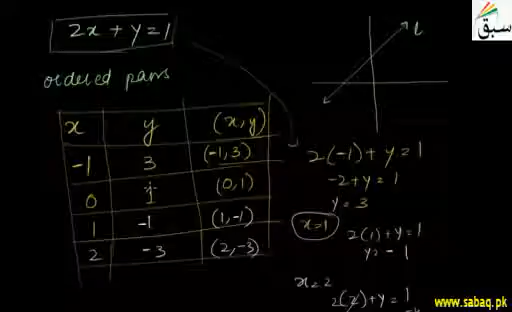 2x + y = 1
l
سبق
ordered pairs
x y (x,y)
-1 3 (-1,3)
0 1 (0,1)
1 -1 (1,-1)
2 -3 (2,-3)
2(-1) + y = 1
-2 + y = 1
y = 3
x=1
2(1) + y = 1
y = -1
x = 2
2(2) + y = 1
www.sabaq.pk